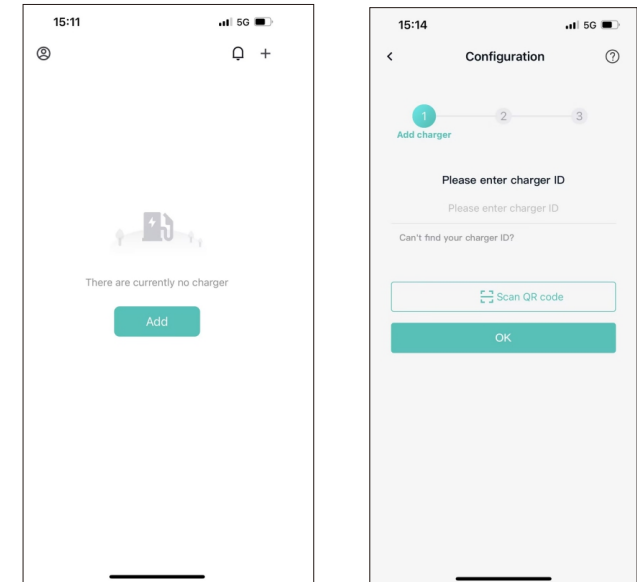 15:11
5G
There are currently no charger
Add
15:14
5G
Configuration
1
2
3
Add charger
Please enter charger ID
Please enter charger ID
Can't find your charger ID?
Scan QR code
OK